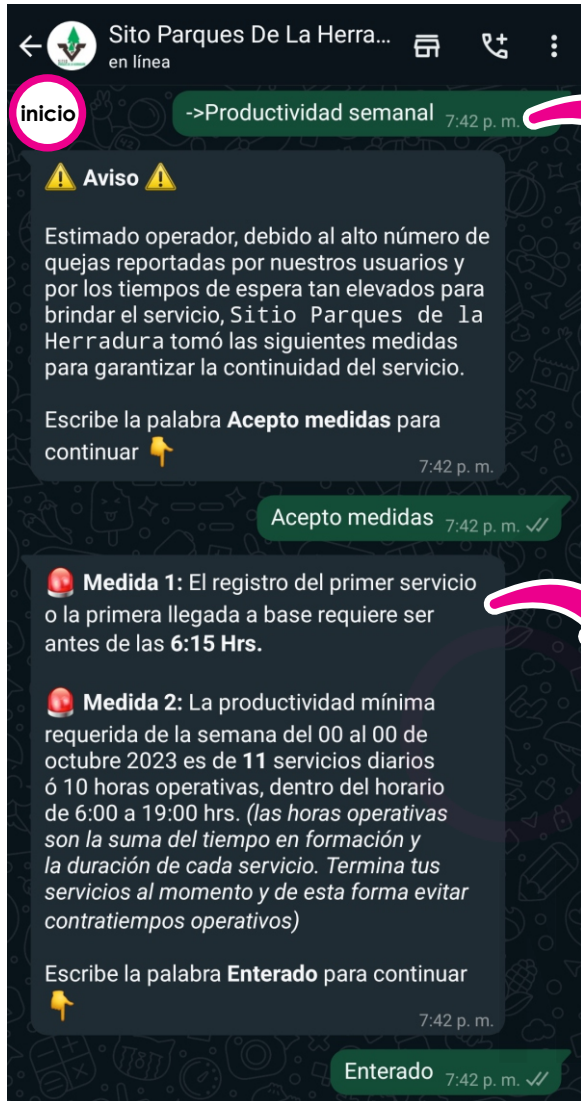 Sito Parques De La Herra...
en línea
inicio
->Productividad semanal 7:42 p. m.
⚠️ Aviso ⚠️
Estimado operador, debido al alto número de
quejas reportadas por nuestros usuarios y
por los tiempos de espera tan elevados para
brindar el servicio, Sitio Parques de la
Herradura tomó las siguientes medidas
para garantizar la continuidad del servicio.
Escribe la palabra Acepto medidas para
continuar 👇
7:42 p. m.
Acepto medidas 7:42 p. m.
🚨 Medida 1: El registro del primer servicio
o la primera llegada a base requiere ser
antes de las 6:15 Hrs.
🚨 Medida 2: La productividad mínima
requerida de la semana del 00 al 00 de
octubre 2023 es de 11 servicios diarios
ó 10 horas operativas, dentro del horario
de 6:00 a 19:00 hrs. (las horas operativas
son la suma del tiempo en formación y
la duración de cada servicio. Termina tus
servicios al momento y de esta forma evitar
contratiempos operativos)
Escribe la palabra Enterado para continuar
👇
7:42 p. m.
Enterado 7:42 p. m.